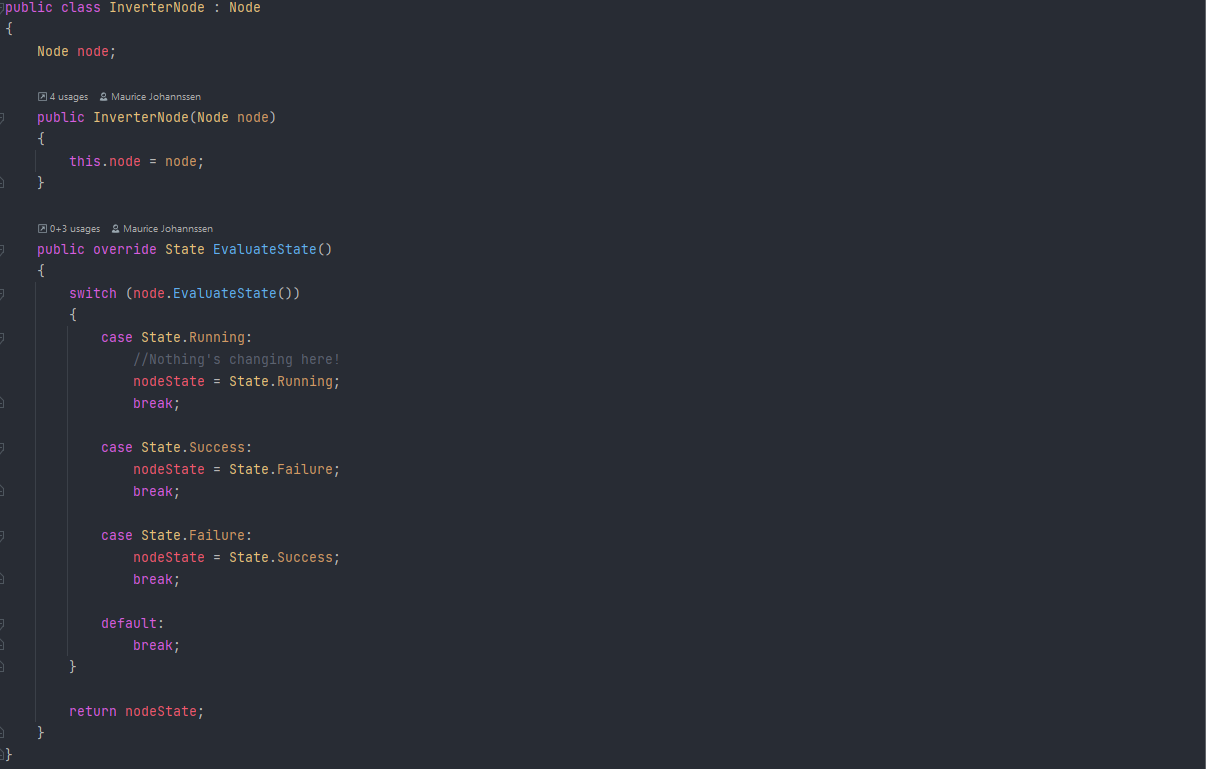 public class InverterNode : Node
{
Node node;
4 usages Maurice Johannssen
public InverterNode(Node node)
{
this.node = node;
}
0+3 usages Maurice Johannssen
public override State EvaluateState()
{
switch (node.EvaluateState())
{
case State.Running:
//Nothing's changing here!
nodeState = State.Running;
break;
case State.Success:
nodeState = State.Failure;
break;
case State.Failure:
nodeState = State.Success;
break;
default:
break;
}
return nodeState;
}
}